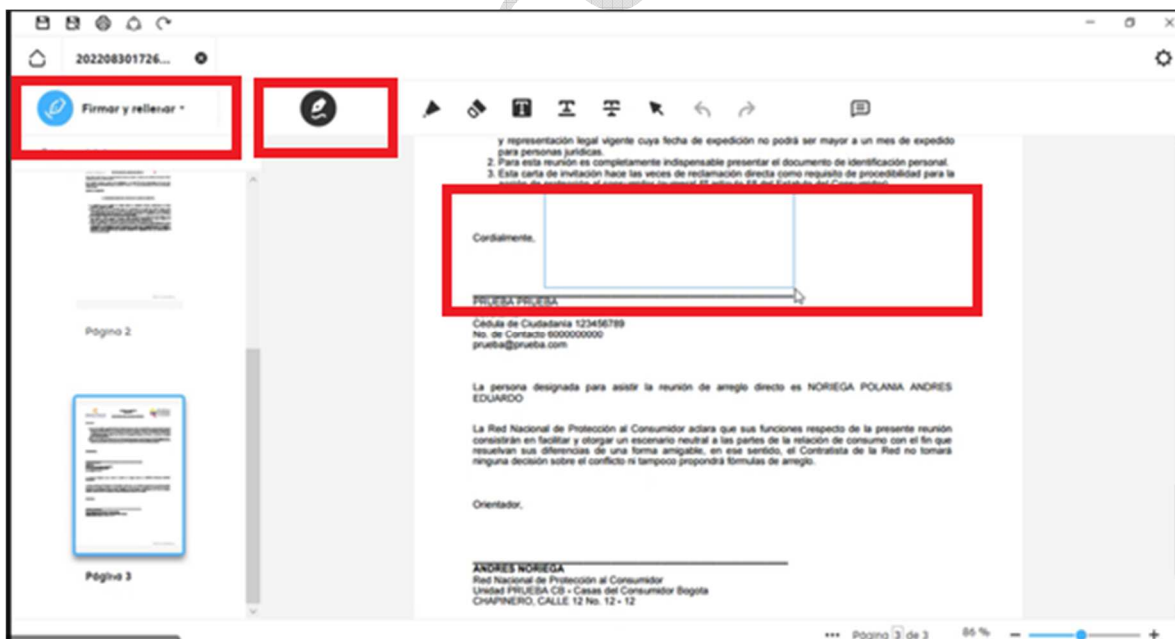 202208301726...
Firmar y rellenar
y representación legal vigente cuya fecha de expedición no podrá ser mayor a un mes de expedido
para personas jurídicas.
2. Para esta reunión es completamente indispensable presentar el documento de identificación personal.
3. Esta carta de invitación hace las veces de reclamación directa como requisito de procedibilidad para la
Cordialmente,
PRUEBA PRUEBA
Cédula de Ciudadanía 123456789
No. de Contacto 6000000000
prueba@prueba.com
La persona designada para asistir la reunión de arreglo directo es NORIEGA POLANIA ANDRES
EDUARDO
La Red Nacional de Protección al Consumidor aclara que sus funciones respecto de la presente reunión
consistirán en facilitar y otorgar un escenario neutral a las partes de la relación de consumo con el fin que
resuelvan sus diferencias de una forma amigable, en ese sentido, el Contratista de la Red no tomará
ninguna decisión sobre el conflicto ni tampoco propondrá fórmulas de arreglo.
Orientador,
ANDRES NORIEGA
Red Nacional de Protección al Consumidor
Unidad PRUEBA CB - Casas del Consumidor Bogota
CHAPINERO, CALLE 12 No. 12 - 12
Página 2
Página 3
Página 3 de 3
86 %